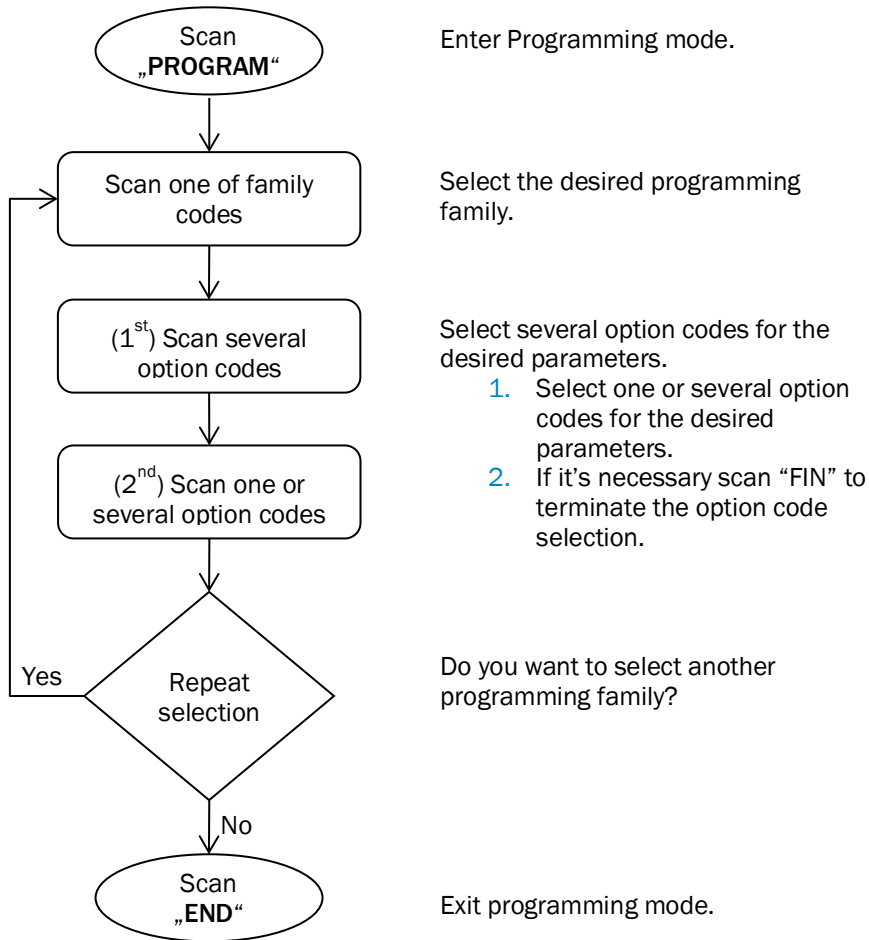 Scan
„PROGRAM“
Enter Programming mode.
Scan one of family
codes
Select the desired programming
family.
(1st) Scan several
option codes
Select several option codes for the
desired parameters.
1. Select one or several option
codes for the desired
parameters.
2. If it's necessary scan “FIN” to
terminate the option code
selection.
(2nd) Scan one or
several option codes
Yes
Repeat
selection
Do you want to select another
programming family?
No
Scan
„END“
Exit programming mode.